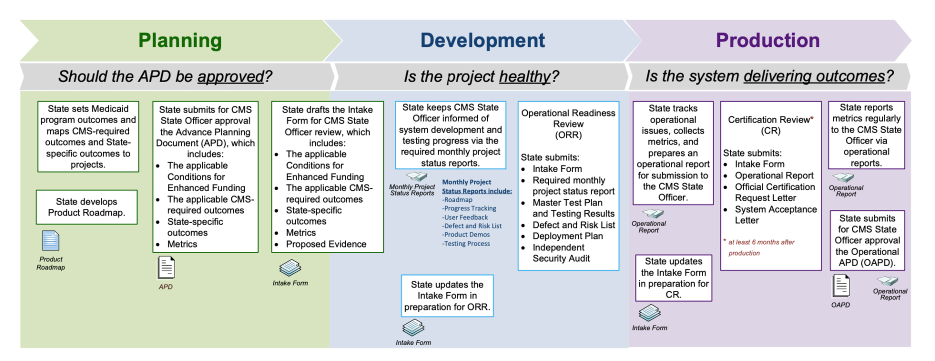 Planning
Development
Production
Should the APD be approved?
Is the project healthy?
Is the system delivering outcomes?
State sets Medicaid
program outcomes and
maps CMS-required
outcomes and State-
specific outcomes to
projects.
State develops
Product Roadmap.
Product
Roadmap
State submits for CMS
State Officer approval
the Advance Planning
Document (APD), which
includes:
• The applicable
Conditions for
Enhanced Funding
• The applicable CMS-
required outcomes
• State-specific
outcomes
• Metrics
APD
State drafts the Intake
Form for CMS State
Officer review, which
includes:
• The applicable
Conditions for
Enhanced Funding
• The applicable CMS-
required outcomes
• State-specific
outcomes
• Metrics
• Proposed Evidence
Intake Form
State keeps CMS State
Officer informed of
system development and
testing progress via the
required monthly project
status reports.
Monthly Project
Status Reports
Monthly Project
Status Reports include:
-Roadmap
-Progress Tracking
-User Feedback
-Defect and Risk List
-Product Demos
-Testing Process
State updates the
Intake Form in
preparation for ORR.
Intake Form
Operational Readiness
Review
(ORR)
State submits:
• Intake Form
• Required monthly
project status report
• Master Test Plan
and Testing Results
• Defect and Risk List
• Deployment Plan
• Independent
Security Audit
State tracks
operational
issues, collects
metrics, and
prepares an
operational report
for submission to
the CMS State
Officer.
Operational Report
State updates
the Intake Form
in preparation for
CR.
Intake Form
Certification Review*
(CR)
State submits:
• Intake Form
• Operational Report
• Official Certification
Request Letter
• System Acceptance
Letter
* at least 6 months after
production
State reports
metrics regularly
to the CMS State
Officer via
operational
reports.
Operational Report
State submits
for CMS State
Officer approval
the Operational
APD (OAPD).
OAPD
Operational
Report